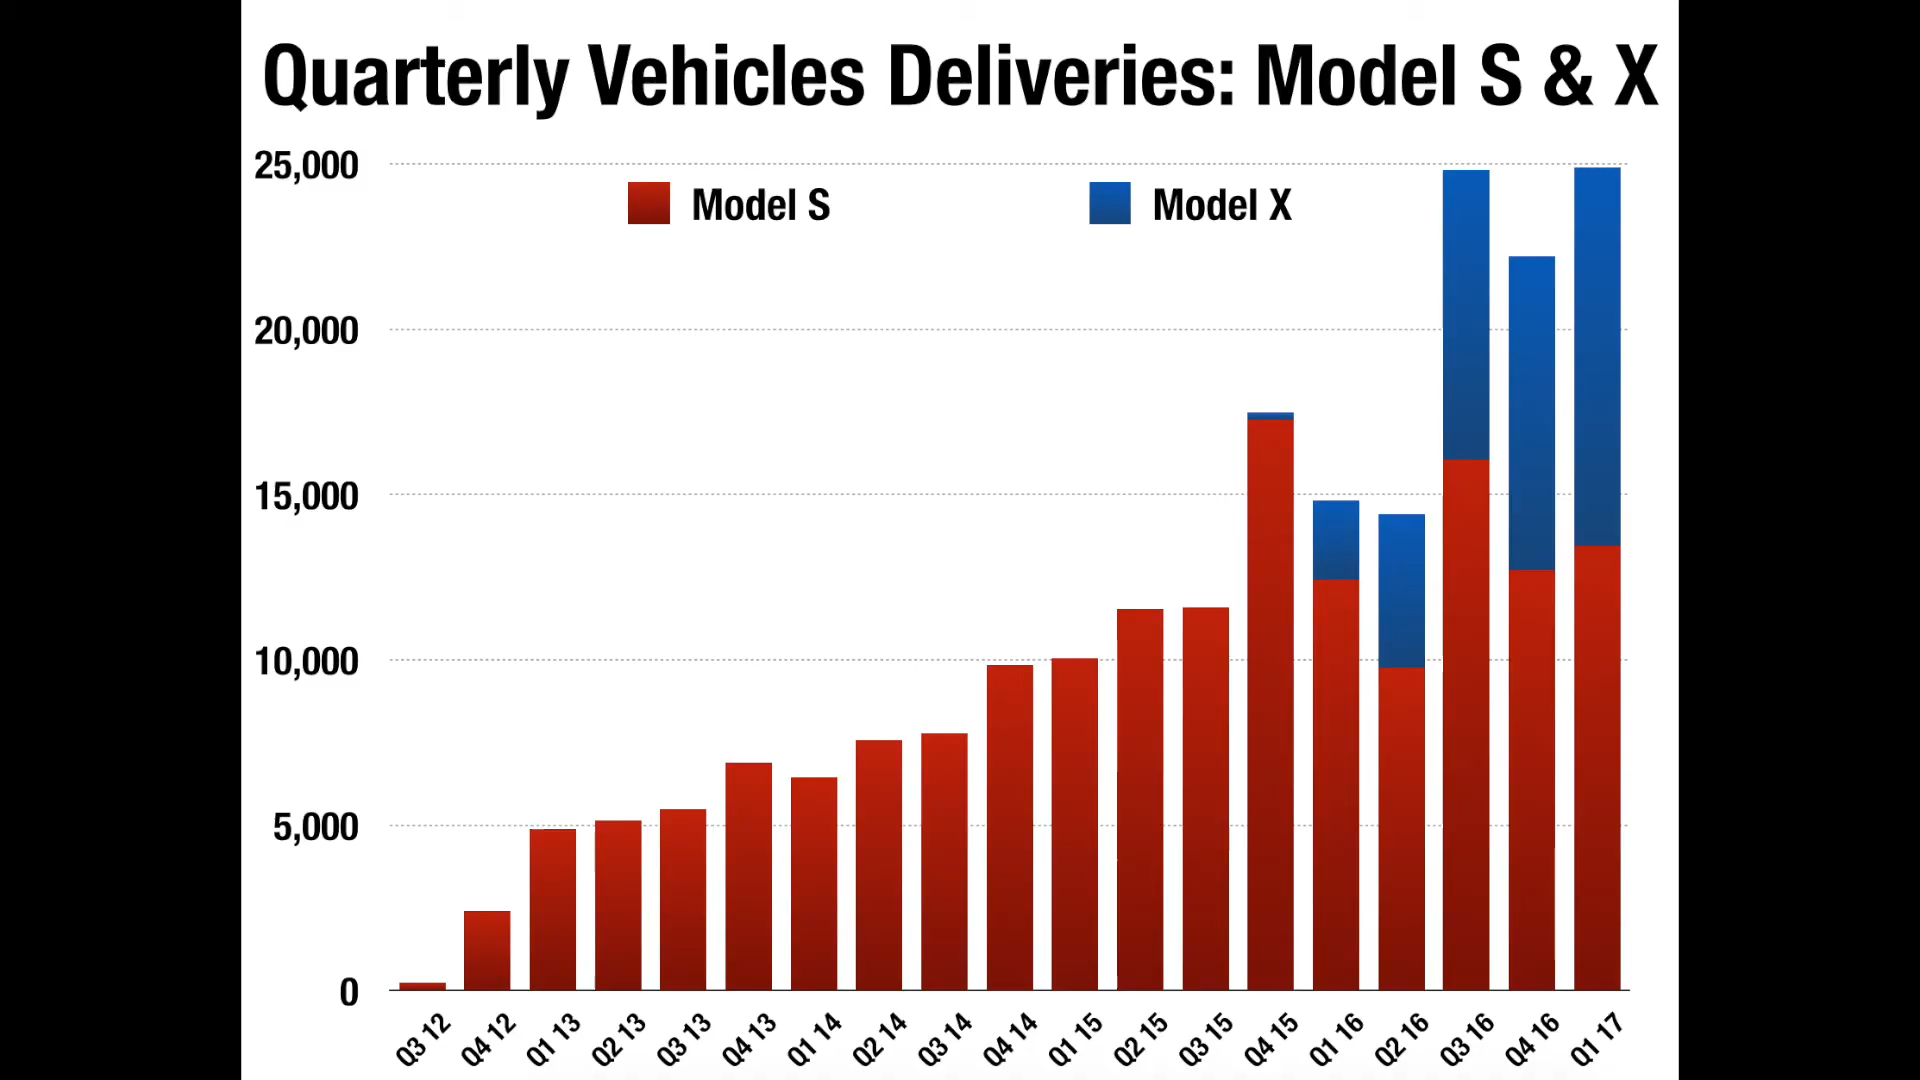 Quarterly Vehicles Deliveries: Model S & X
25,000
Model S
Model X
20,000
15,000
10,000
5,000
0
Q3 12
Q4 12
Q1 13
Q2 13
Q3 13
Q4 13
Q1 14
Q2 14
Q3 14
Q4 14
Q1 15
Q2 15
Q3 15
Q4 15
Q1 16
Q2 16
Q3 16
Q4 16
Q1 17